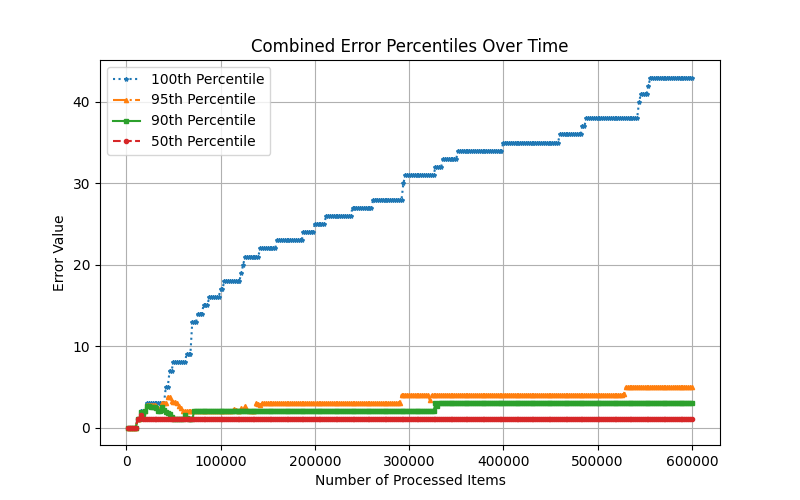 Combined Error Percentiles Over Time
100th Percentile
95th Percentile
90th Percentile
50th Percentile
Error Value
40
30
20
10
0
0 100000 200000 300000 400000 500000 600000
Number of Processed Items